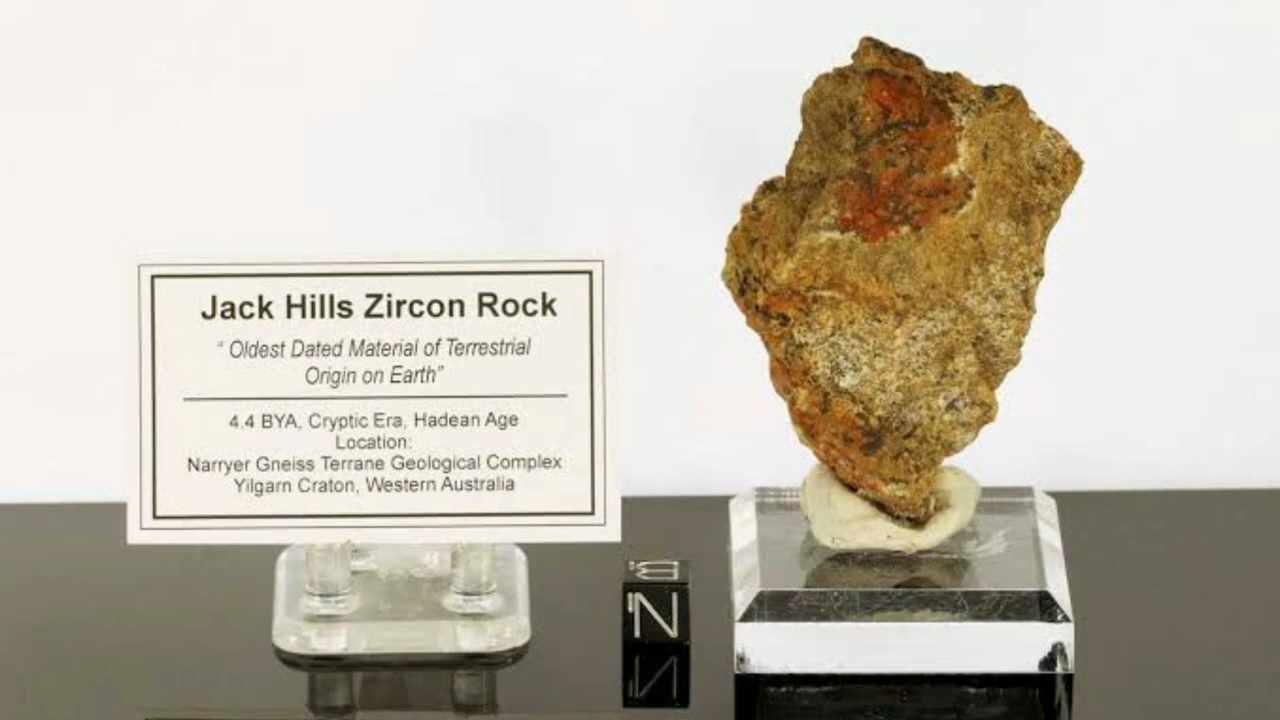 Jack Hills Zircon Rock
" Oldest Dated Material of Terrestrial
Origin on Earth"
4.4 BYA, Cryptic Era, Hadean Age
Location:
Narryer Gneiss Terrane Geological Complex
Yilgarn Craton, Western Australia
N